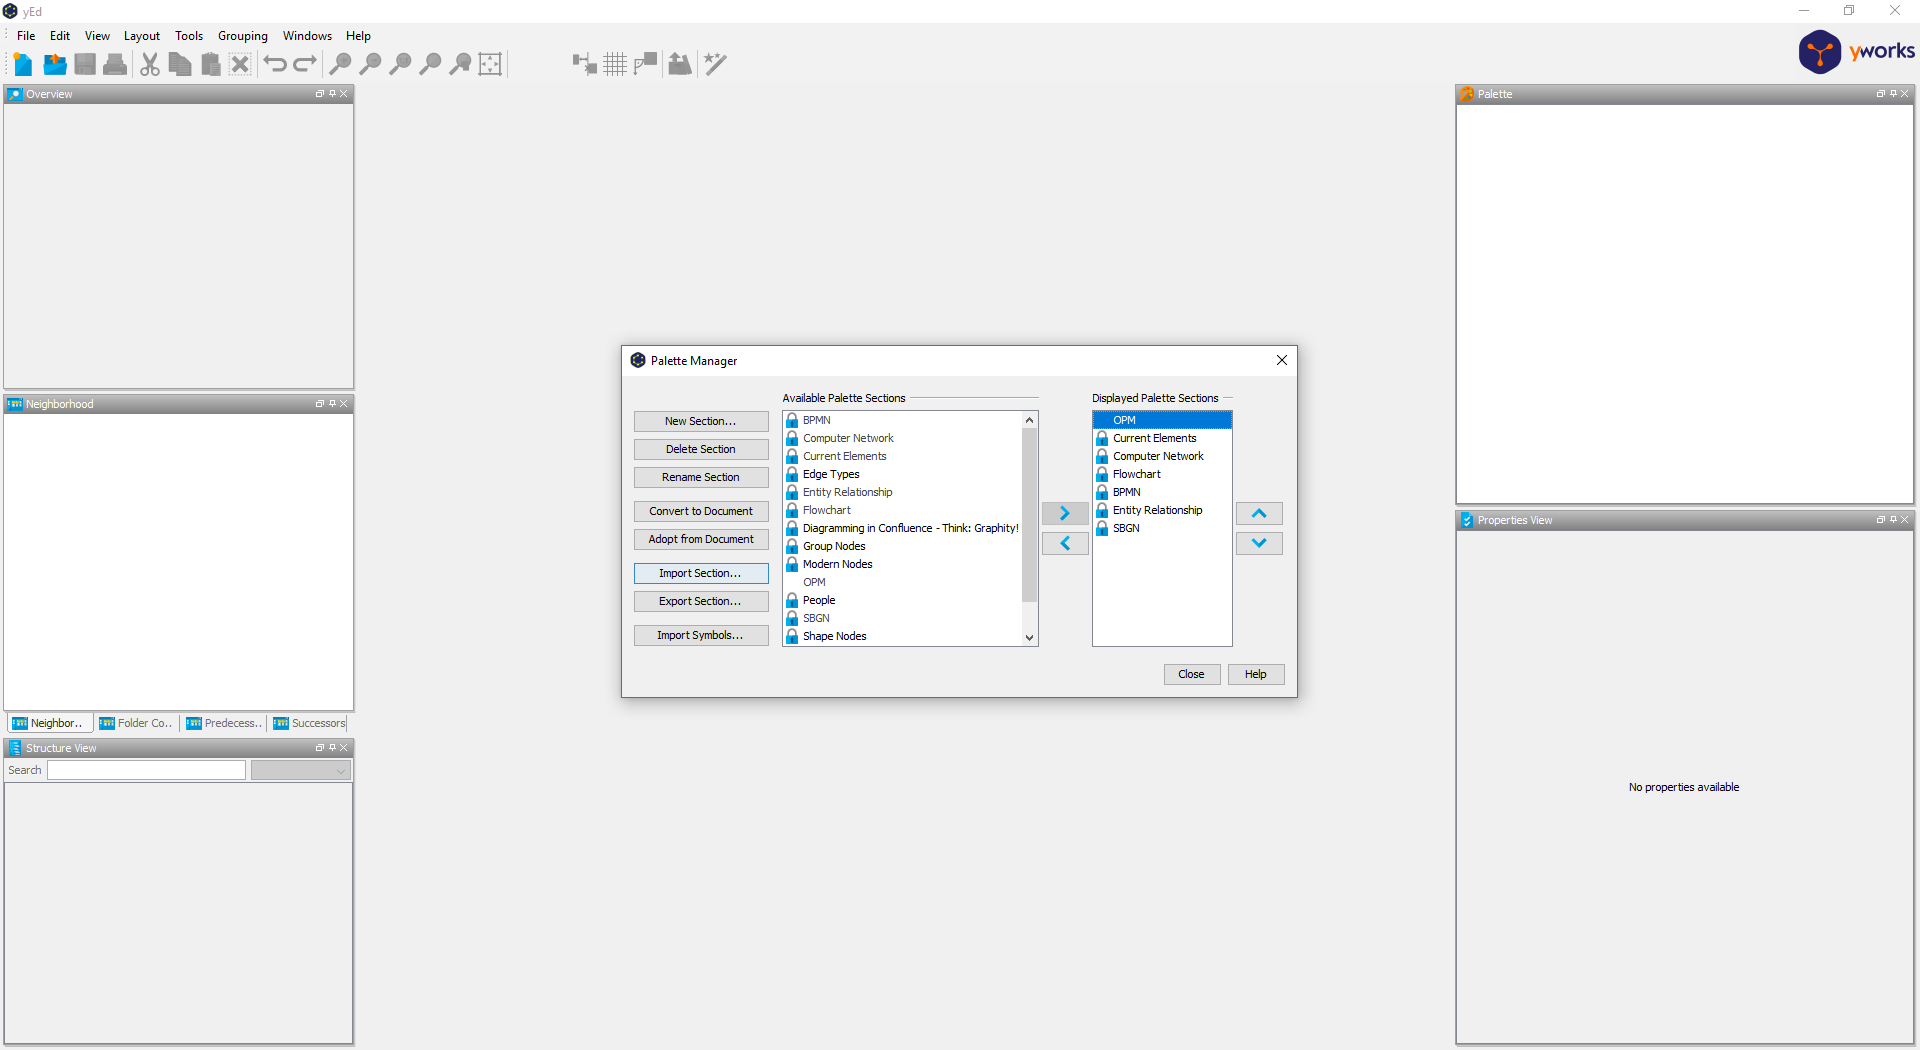 yEd
File Edit View Layout Tools Grouping Windows Help
yworks
Overview
Palette
Neighborhood
Neighbor..
Folder Co..
Predecess..
Successors
Structure View
Search
Properties View
No properties available
Palette Manager
New Section...
Delete Section
Rename Section
Convert to Document
Adopt from Document
Import Section...
Export Section...
Import Symbols...
Available Palette Sections
BPMN
Computer Network
Current Elements
Edge Types
Entity Relationship
Flowchart
Diagramming in Confluence - Think: Graphity!
Group Nodes
Modern Nodes
OPM
People
SBGN
Shape Nodes
Displayed Palette Sections
OPM
Current Elements
Computer Network
Flowchart
BPMN
Entity Relationship
SBGN
Close
Help